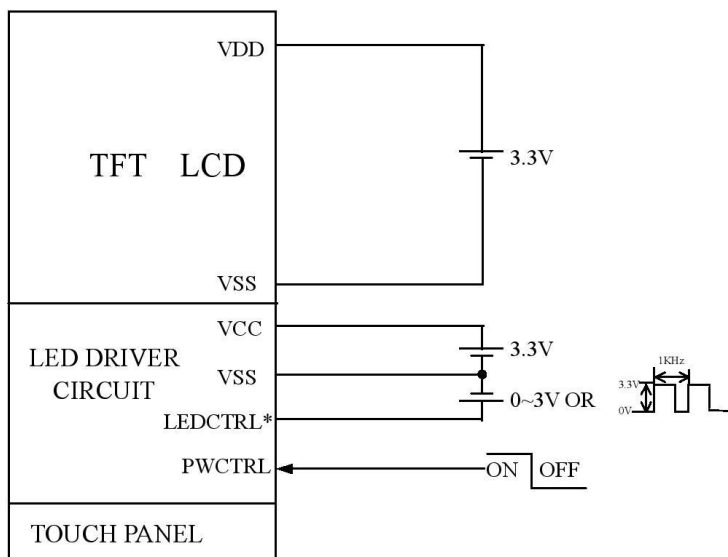 VDD
TFT LCD
3.3V
VSS
VCC
LED DRIVER
CIRCUIT
3.3V
VSS
0~3V OR
LEDCTRL*
1KHz
3.3V
0V
PWCTRL
ON OFF
TOUCH PANEL